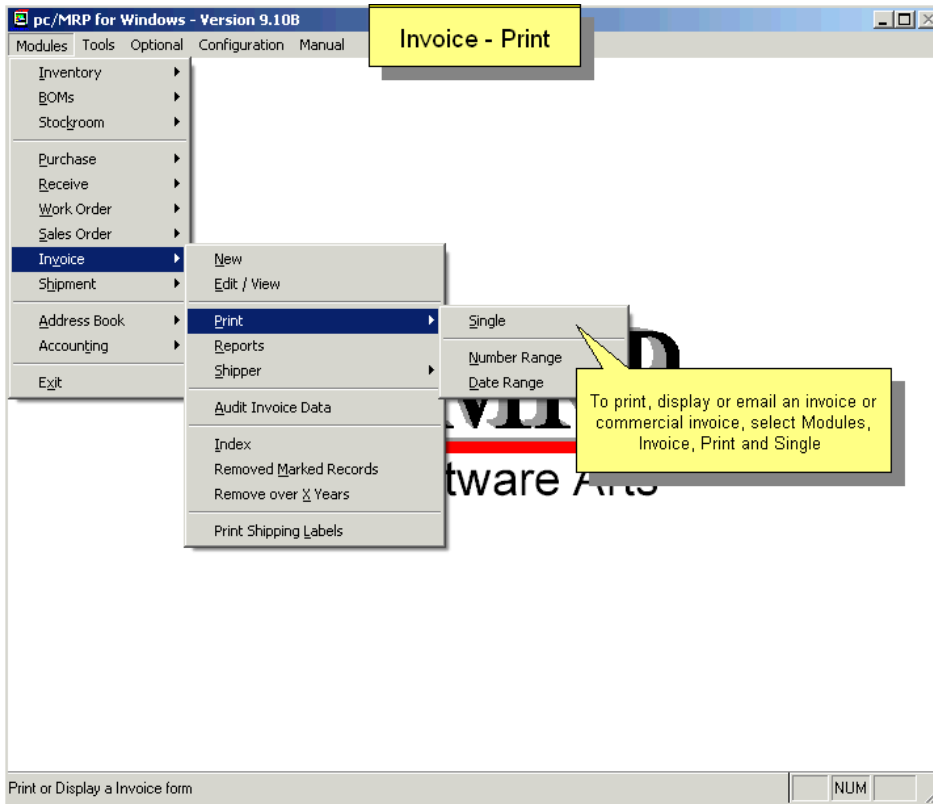 pc/MRP for Windows - Version 9.10B
Invoice - Print
Modules Tools Optional Configuration Manual
Inventory
BOMs
Stockroom
Purchase
Receive
Work Order
Sales Order
Invoice
Shipment
Address Book
Accounting
Exit
New
Edit / View
Print
Reports
Shipper
Audit Invoice Data
Index
Removed Marked Records
Remove over X Years
Print Shipping Labels
Single
Number Range
Date Range
To print, display or email an invoice or
commercial invoice, select Modules,
Invoice, Print and Single
tware Arts
Print or Display a Invoice form
NUM